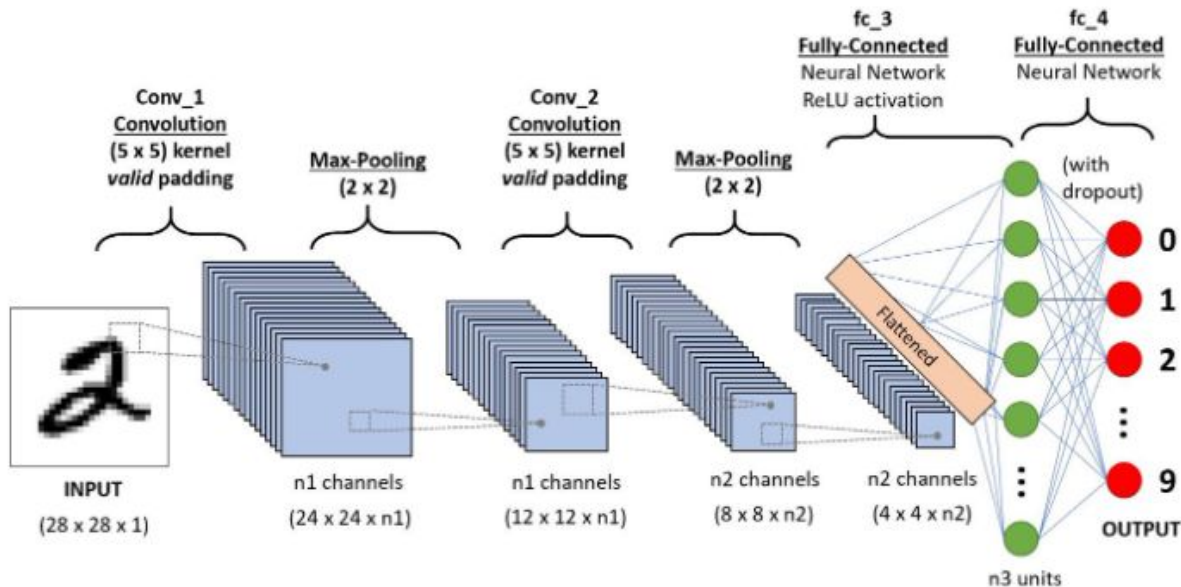 fc_3
Fully-Connected
Neural Network
ReLU activation
fc_4
Fully-Connected
Neural Network
Conv_1
Convolution
(5 x 5) kernel
valid padding
Max-Pooling
(2 x 2)
Conv_2
Convolution
(5 x 5) kernel
valid padding
Max-Pooling
(2 x 2)
(with
dropout)
Flattened
0
1
2
9
INPUT
(28 x 28 x 1)
n1 channels
(24 x 24 x n1)
n1 channels
(12 x 12 x n1)
n2 channels
(8 x 8 x n2)
n2 channels
(4 x 4 x n2)
OUTPUT
n3 units